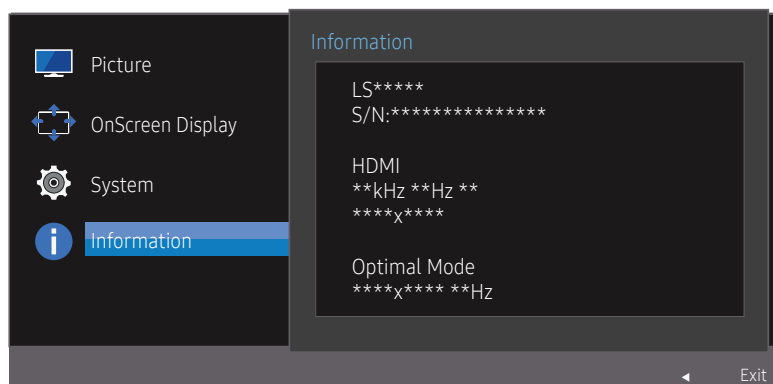 Picture
OnScreen Display
System
Information
Information
LS*****
S/N:***************
HDMI
**kHz **Hz **
****x****
Optimal Mode
****x**** **Hz
Exit